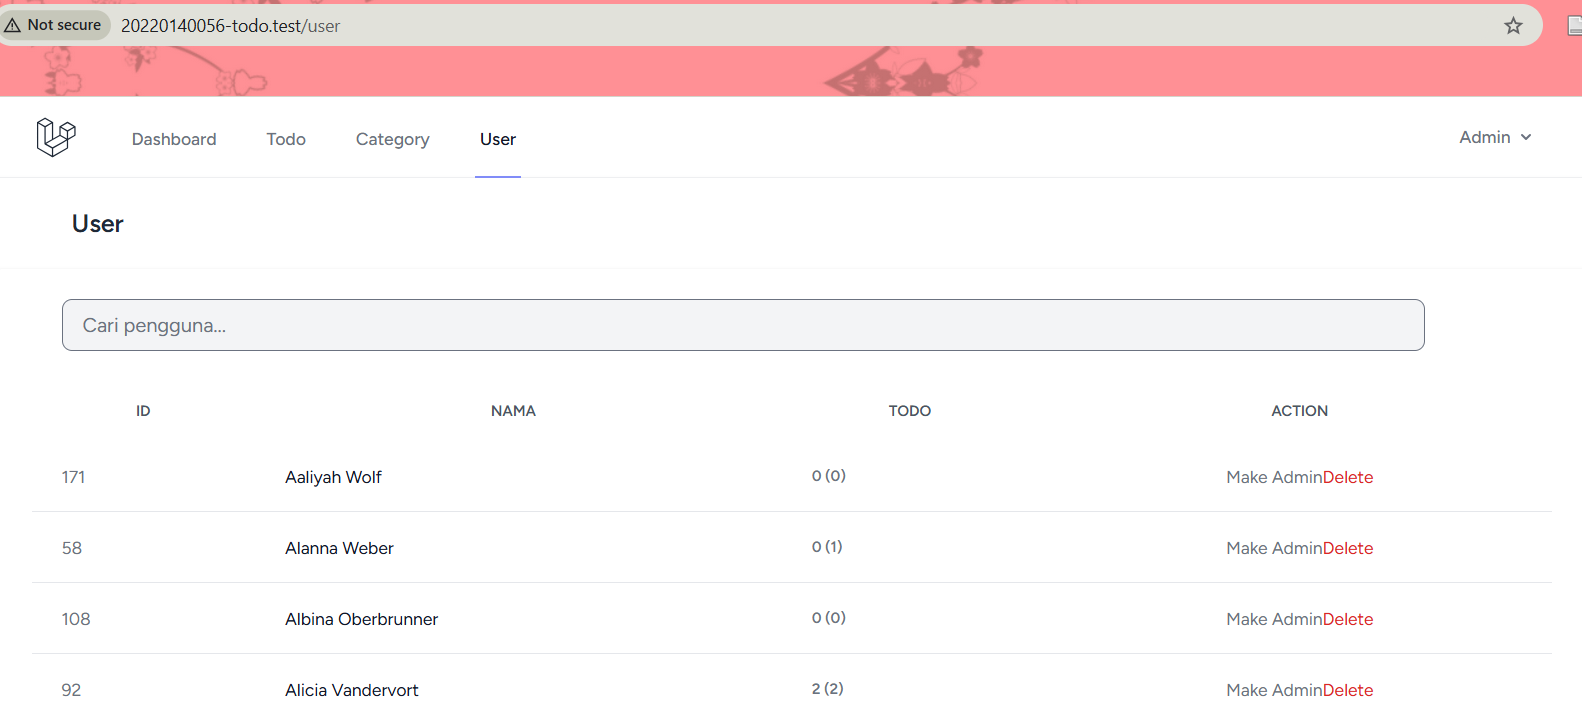 Not secure 20220140056-todo.test/user
Dashboard Todo Category User Admin
User
Cari pengguna...
ID NAMA TODO ACTION
171 Aaliyah Wolf 0 (0) Make AdminDelete
58 Alanna Weber 0 (1) Make AdminDelete
108 Albina Oberbrunner 0 (0) Make AdminDelete
92 Alicia Vandervort 2 (2) Make AdminDelete